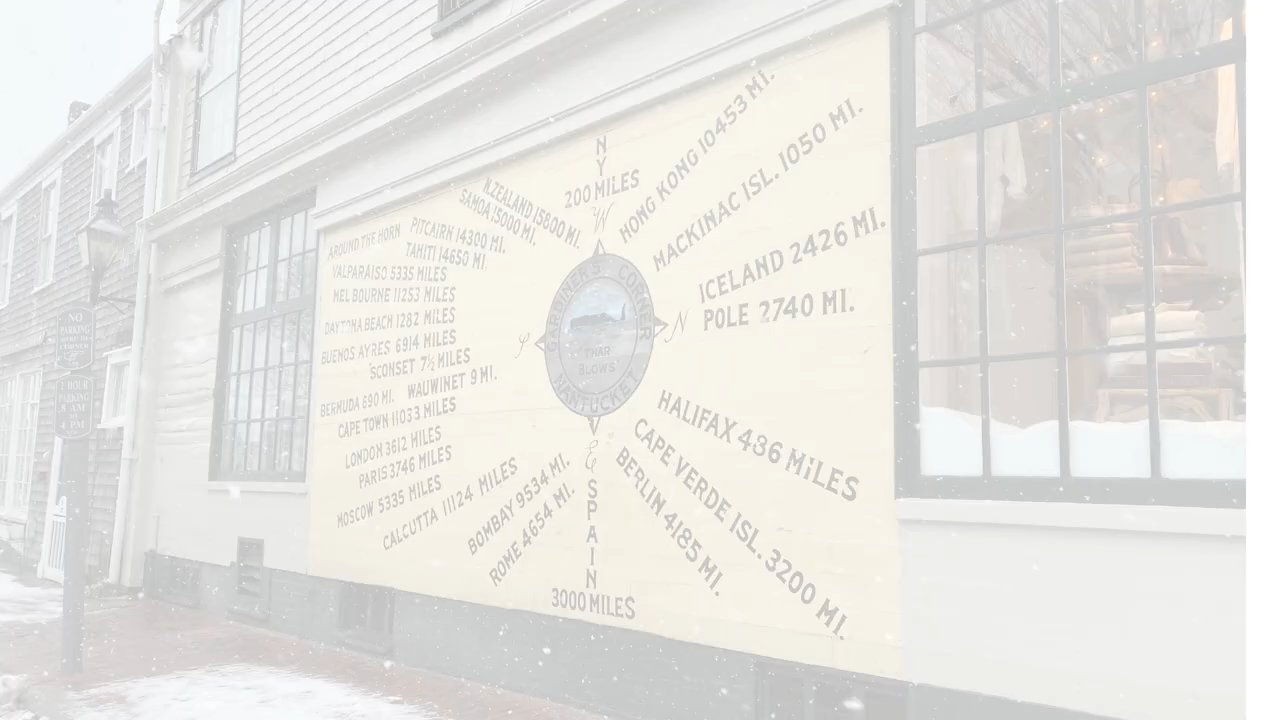 N
Y
200 MILES
W
HONG KONG 10453 MI.
MACKINAC ISL. 1050 MI.
ICELAND 2426 MI.
POLE 2740 MI.
N
N.ZEALAND 15800 MI.
SAMOA 15000 MI.
AROUND THE HORN PITCAIRN 14300 MI.
TAHITI 14650 MI.
VALPARAISO 5335 MILES
MELBOURNE 11253 MILES
DAYTONA BEACH 1282 MILES
BUENOS AYRES 6914 MILES
'SCONSET 7½ MILES
WAUWINET 9 MI.
BERMUDA 690 MI.
CAPE TOWN 11033 MILES
LONDON 3612 MILES
PARIS 3746 MILES
MOSCOW 5335 MILES
CALCUTTA 11124 MILES
BOMBAY 9534 MI.
ROME 4654 MI.
S
GARDINER'S CORNER
THAR
BLOWS
NANTUCKET
E
SPAIN
3000 MILES
HALIFAX 486 MILES
CAPE VERDE ISL. 3200 MI.
BERLIN 4185 MI.
NO
PARKING
CORNER
2 HOUR
PARKING
8 AM
TO
4 PM